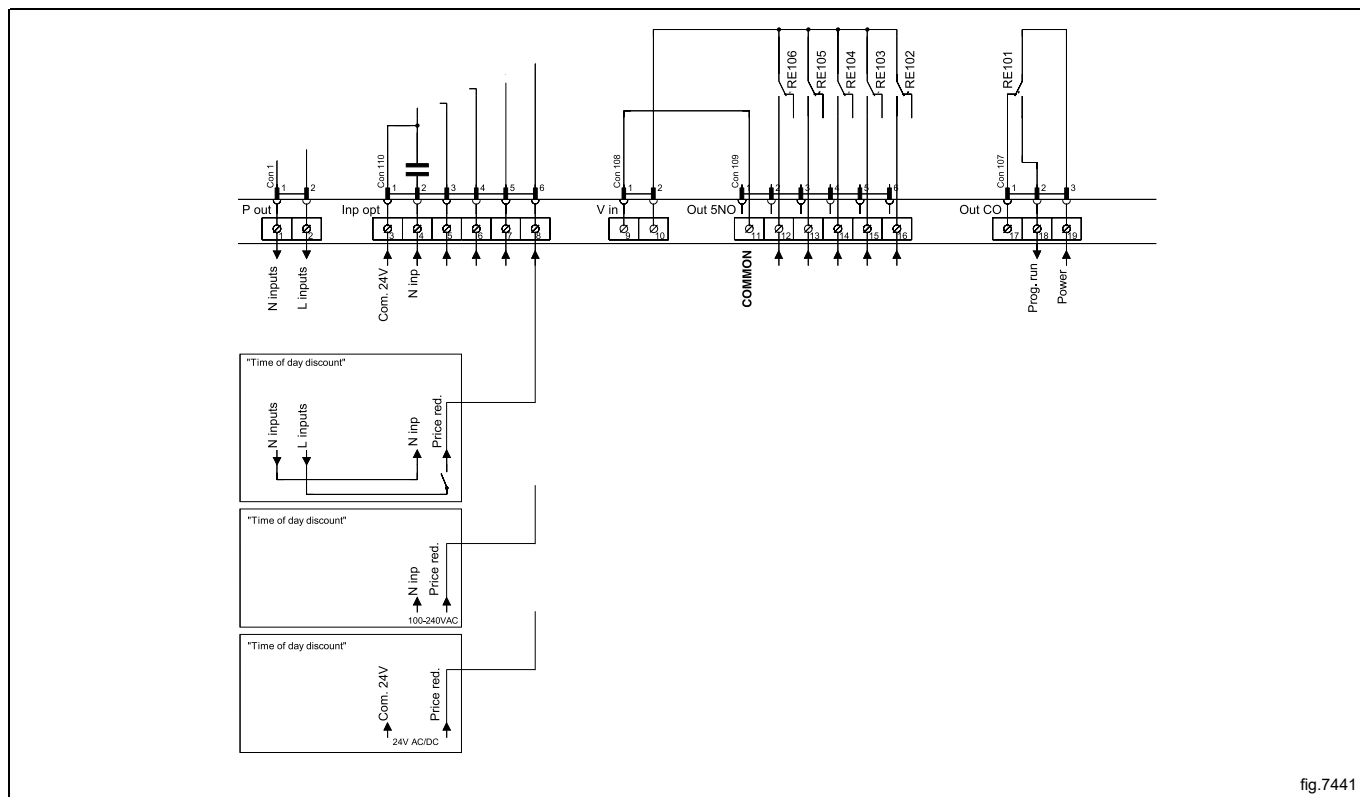 RE106
RE105
RE104
RE103
RE102
RE101
Con 1
Con 110
Con 108
Con 109
Con 107
1 2
1 2 3 4 5 6
1 2
1 2 3 4 5 6
1 2 3
P out
Inp opt
V in
Out 5NO
Out CO
1 2
3 4 5 6 7 8
9 10
11 12 13 14 15 16
17 18 19
N inputs
L inputs
Com. 24V
N inp
COMMON
Prog. run
Power
"Time of day discount"
N inputs
L inputs
N inp
Price red.
"Time of day discount"
N inp
Price red.
100-240VAC
"Time of day discount"
Com. 24V
Price red.
24V AC/DC
fig.7441